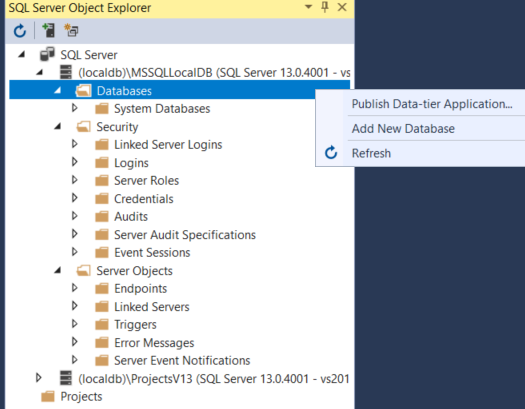 SQL Server Object Explorer
SQL Server
(localdb)\MSSQLLocalDB (SQL Server 13.0.4001 - vs
Databases
System Databases
Security
Linked Server Logins
Logins
Server Roles
Credentials
Audits
Server Audit Specifications
Event Sessions
Server Objects
Endpoints
Linked Servers
Triggers
Error Messages
Server Event Notifications
(localdb)\ProjectsV13 (SQL Server 13.0.4001 - vs201
Projects
Publish Data-tier Application...
Add New Database
Refresh